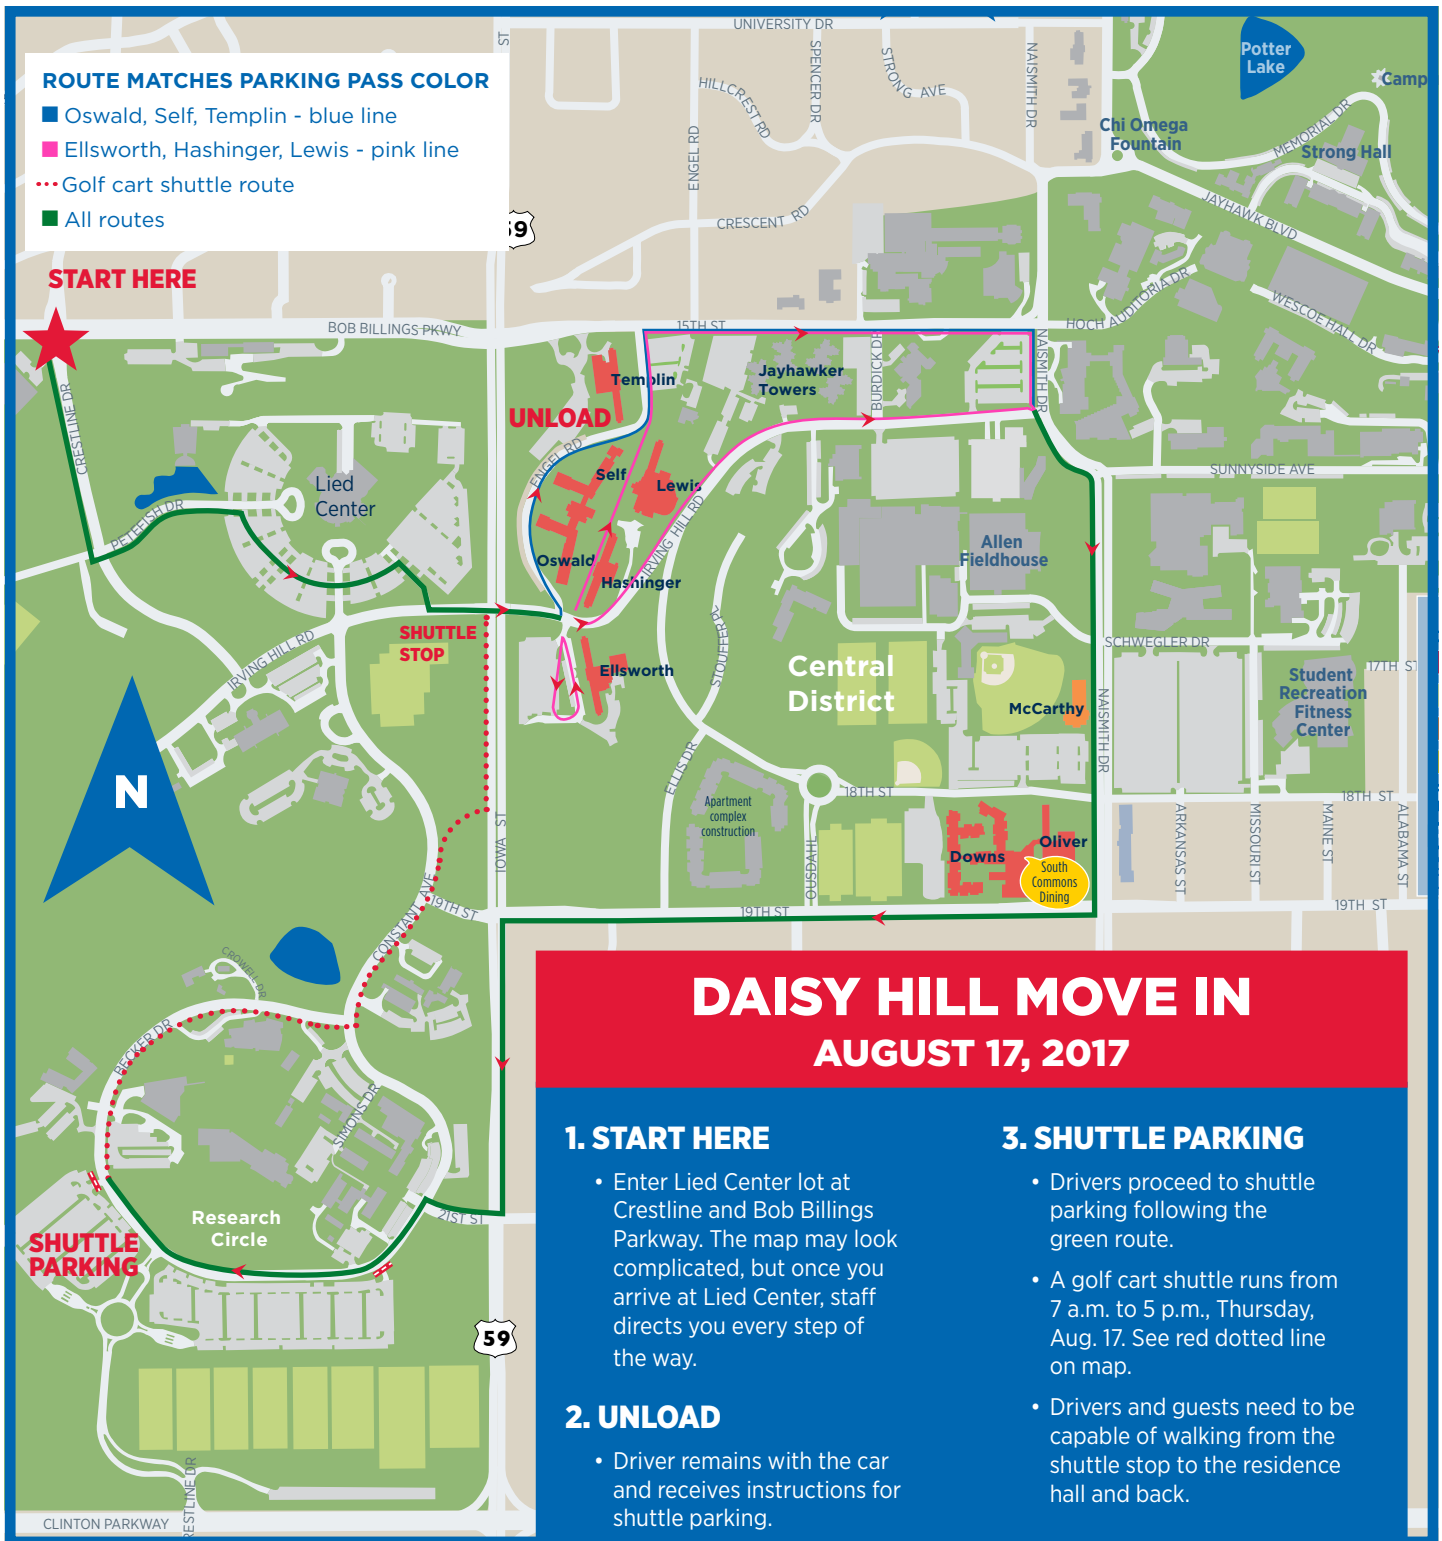 ROUTE MATCHES PARKING PASS COLOR
Oswald, Self, Templin - blue line
Ellsworth, Hashinger, Lewis - pink line
Golf cart shuttle route
All routes
START HERE
UNIVERSITY DR
ST
SPENCER DR
STRONG AVE
NAISMITH DR
HILLCREST RD
ENGEL RD
CRESCENT RD
Potter
Lake
Camp
Chi Omega
Fountain
MEMORIAL DR
Strong Hall
JAYHAWK BLVD
WESCOE HALL DR
HOCH AUDITORIA DR
59
BOB BILLINGS PKWY
15TH ST
NAISMITH DR
BURDICK DR
Templin
Jayhawker
Towers
UNLOAD
CRESTLINE DR
ENGEL RD
Self
Lewis
SUNNYSIDE AVE
Lied
Center
PETEFISH DR
IRVING HILL RD
Allen
Fieldhouse
Oswald
Hashinger
STOUFFER PL
SHUTTLE
STOP
IRVING HILL RD
Ellsworth
Central
District
McCarthy
SCHWEGLER DR
17TH ST
Student
Recreation
Fitness
Center
NAISMITH DR
N
ELLIS DR
Apartment
complex
construction
18TH ST
18TH ST
OUSDAHL
IOWA ST
Downs
Oliver
South
Commons
Dining
ARKANSAS ST
MISSOURI ST
MAINE ST
ALABAMA ST
19TH ST
19TH ST
19TH ST
CONSTANT AVE
CROWELL DR
BECKER DR
SIMONS DR
Research
Circle
21ST ST
SHUTTLE
PARKING
59
RESTLINE DR
CLINTON PARKWAY
DAISY HILL MOVE IN
AUGUST 17, 2017
1. START HERE
• Enter Lied Center lot at
Crestline and Bob Billings
Parkway. The map may look
complicated, but once you
arrive at Lied Center, staff
directs you every step of
the way.
2. UNLOAD
• Driver remains with the car
and receives instructions for
shuttle parking.
3. SHUTTLE PARKING
• Drivers proceed to shuttle
parking following the
green route.
• A golf cart shuttle runs from
7 a.m. to 5 p.m., Thursday,
Aug. 17. See red dotted line
on map.
• Drivers and guests need to be
capable of walking from the
shuttle stop to the residence
hall and back.